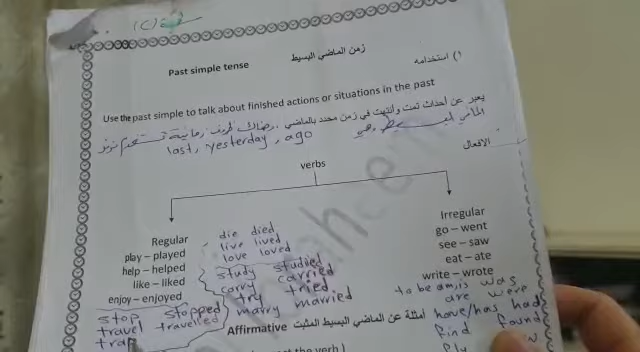 Past simple tense
زمن الماضي البسيط
١) استخدامه
Use the past simple to talk about finished actions or situations in the past
يعبر عن أحداث تمت وأنتهت في زمن محدد بالماضي
last, yesterday, ago
الافعال
verbs
Regular
play – played
help – helped
like – liked
enjoy – enjoyed
stop stopped
travel travelled
die died
live lived
love loved
study studied
carry carried
try tried
marry married
Irregular
go – went
see – saw
eat – ate
write – wrote
to be am, is was
are were
have/has had
find found
Affirmative أمثلة عن الماضي البسيط المثبت